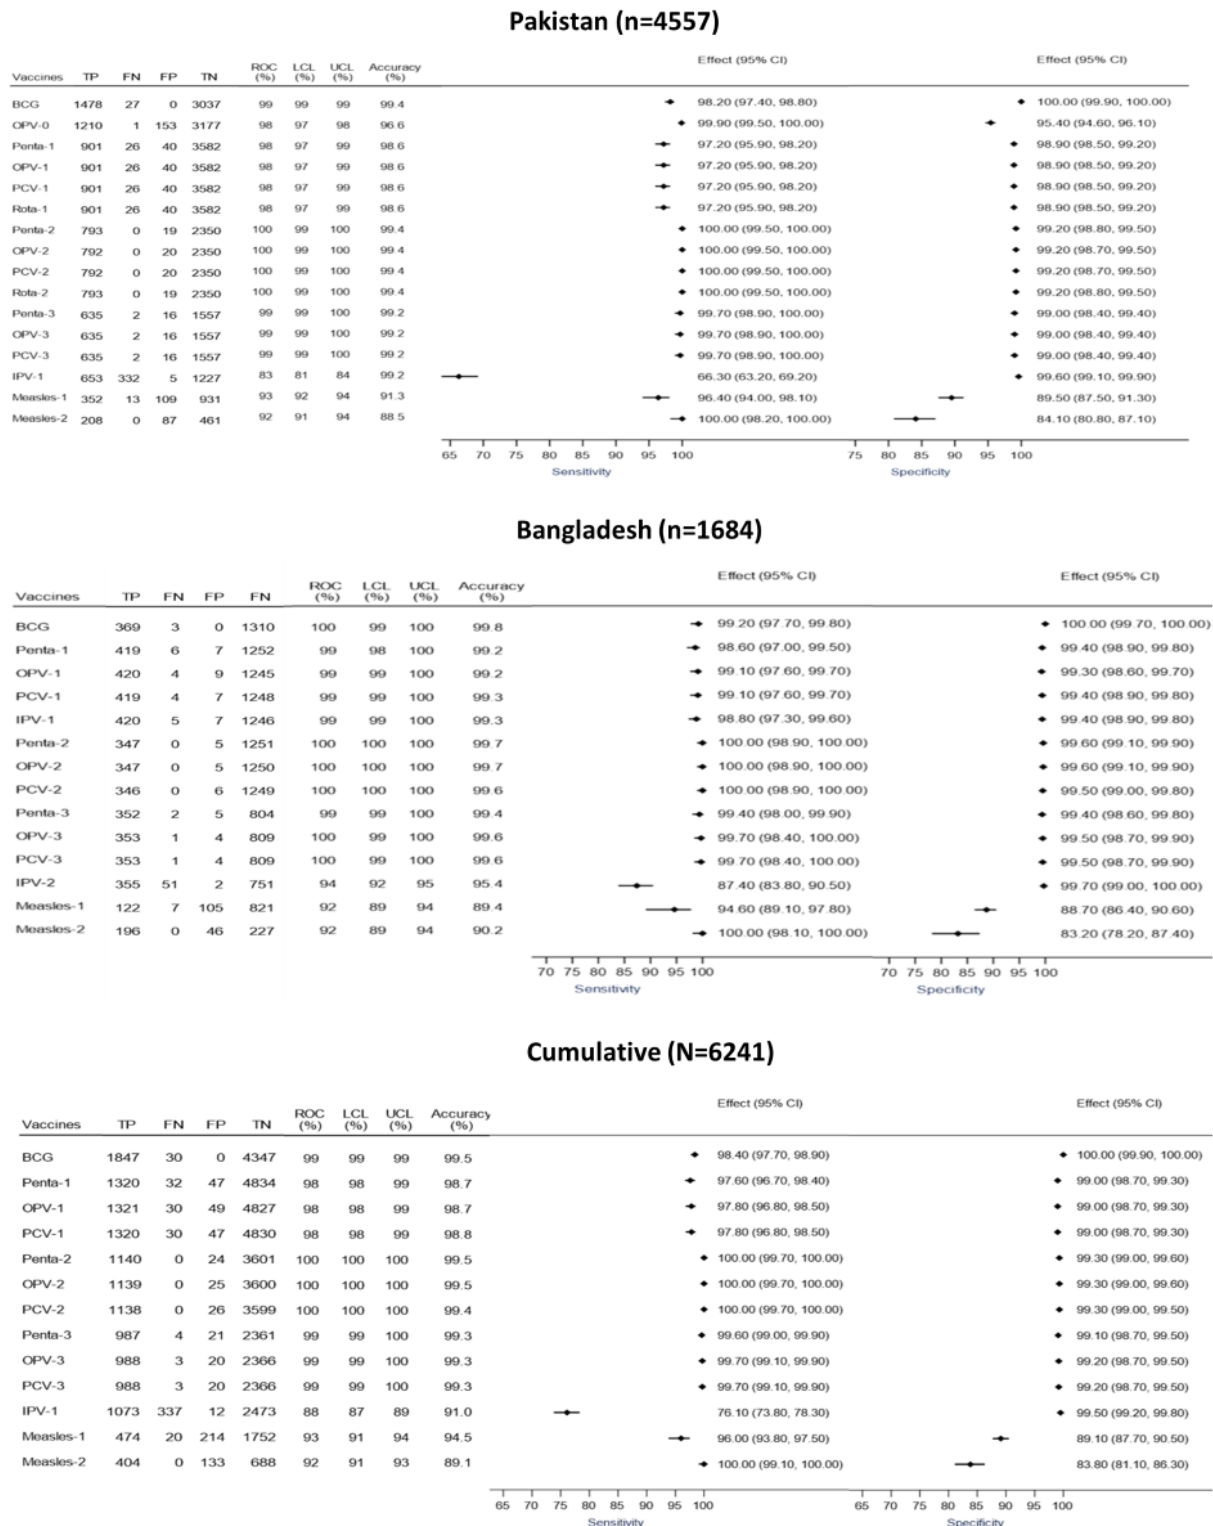 Pakistan (n=4557)
Effect (95% CI) Effect (95% CI)
Vaccines TP FN FP TN ROC (%) LCL (%) UCL (%) Accuracy (%)
BCG 1478 27 0 3037 99 99 99 99.4 98.20 (97.40, 98.80) 100.00 (99.90, 100.00)
OPV-0 1210 1 153 3177 98 97 98 96.6 99.90 (99.50, 100.00) 95.40 (94.60, 96.10)
Penta-1 901 26 40 3582 98 97 99 98.6 97.20 (95.90, 98.20) 98.90 (98.50, 99.20)
OPV-1 901 26 40 3582 98 97 99 98.6 97.20 (95.90, 98.20) 98.90 (98.50, 99.20)
PCV-1 901 26 40 3582 98 97 99 98.6 97.20 (95.90, 98.20) 98.90 (98.50, 99.20)
Rota-1 901 26 40 3582 98 97 99 98.6 97.20 (95.90, 98.20) 98.90 (98.50, 99.20)
Penta-2 793 0 19 2350 100 99 100 99.4 100.00 (99.50, 100.00) 99.20 (98.80, 99.50)
OPV-2 792 0 20 2350 100 99 100 99.4 100.00 (99.50, 100.00) 99.20 (98.70, 99.50)
PCV-2 792 0 20 2350 100 99 100 99.4 100.00 (99.50, 100.00) 99.20 (98.70, 99.50)
Rota-2 793 0 19 2350 100 99 100 99.4 100.00 (99.50, 100.00) 99.20 (98.80, 99.50)
Penta-3 635 2 16 1557 99 99 100 99.2 99.70 (98.90, 100.00) 99.00 (98.40, 99.40)
OPV-3 635 2 16 1557 99 99 100 99.2 99.70 (98.90, 100.00) 99.00 (98.40, 99.40)
PCV-3 635 2 16 1557 99 99 100 99.2 99.70 (98.90, 100.00) 99.00 (98.40, 99.40)
IPV-1 653 332 5 1227 83 81 84 99.2 66.30 (63.20, 69.20) 99.60 (99.10, 99.90)
Measles-1 352 13 109 931 93 92 94 91.3 96.40 (94.00, 98.10) 89.50 (87.50, 91.30)
Measles-2 208 0 87 461 92 91 94 88.5 100.00 (98.20, 100.00) 84.10 (80.80, 87.10)
65 70 75 80 85 90 95 100 75 80 85 90 95 100
Sensitivity Specificity
Bangladesh (n=1684)
Effect (95% CI) Effect (95% CI)
Vaccines TP FN FP FN ROC (%) LCL (%) UCL (%) Accuracy (%)
BCG 369 3 0 1310 100 99 100 99.8 99.20 (97.70, 99.80) 100.00 (99.70, 100.00)
Penta-1 419 6 7 1252 99 98 100 99.2 98.60 (97.00, 99.50) 99.40 (98.90, 99.80)
OPV-1 420 4 9 1245 99 99 100 99.2 99.10 (97.60, 99.70) 99.30 (98.60, 99.70)
PCV-1 419 4 7 1248 99 99 100 99.3 99.10 (97.60, 99.70) 99.40 (98.90, 99.80)
IPV-1 420 5 7 1246 99 99 100 99.3 98.80 (97.30, 99.60) 99.40 (98.90, 99.80)
Penta-2 347 0 5 1251 100 100 100 99.7 100.00 (98.90, 100.00) 99.60 (99.10, 99.90)
OPV-2 347 0 5 1250 100 100 100 99.7 100.00 (98.90, 100.00) 99.60 (99.10, 99.90)
PCV-2 346 0 6 1249 100 100 100 99.6 100.00 (98.90, 100.00) 99.50 (99.00, 99.80)
Penta-3 352 2 5 804 99 99 100 99.4 99.40 (98.00, 99.90) 99.40 (98.60, 99.80)
OPV-3 353 1 4 809 100 99 100 99.6 99.70 (98.40, 100.00) 99.50 (98.70, 99.90)
PCV-3 353 1 4 809 100 99 100 99.6 99.70 (98.40, 100.00) 99.50 (98.70, 99.90)
IPV-2 355 51 2 751 94 92 95 95.4 87.40 (83.80, 90.50) 99.70 (99.00, 100.00)
Measles-1 122 7 105 821 92 89 94 89.4 94.60 (89.10, 97.80) 88.70 (86.40, 90.60)
Measles-2 196 0 46 227 92 89 94 90.2 100.00 (98.10, 100.00) 83.20 (78.20, 87.40)
70 75 80 85 90 95 100 70 75 80 85 90 95 100
Sensitivity Specificity
Cumulative (N=6241)
Effect (95% CI) Effect (95% CI)
Vaccines TP FN FP TN ROC (%) LCL (%) UCL (%) Accuracy (%)
BCG 1847 30 0 4347 99 99 99 99.5 98.40 (97.70, 98.90) 100.00 (99.90, 100.00)
Penta-1 1320 32 47 4834 98 98 99 98.7 97.60 (96.70, 98.40) 99.00 (98.70, 99.30)
OPV-1 1321 30 49 4827 98 98 99 98.7 97.80 (96.80, 98.50) 99.00 (98.70, 99.30)
PCV-1 1320 30 47 4830 98 98 99 98.8 97.80 (96.80, 98.50) 99.00 (98.70, 99.30)
Penta-2 1140 0 24 3601 100 100 100 99.5 100.00 (99.70, 100.00) 99.30 (99.00, 99.60)
OPV-2 1139 0 25 3600 100 100 100 99.5 100.00 (99.70, 100.00) 99.30 (99.00, 99.60)
PCV-2 1138 0 26 3599 100 100 100 99.4 100.00 (99.70, 100.00) 99.30 (99.00, 99.50)
Penta-3 987 4 21 2361 99 99 100 99.3 99.60 (99.00, 99.90) 99.10 (98.70, 99.50)
OPV-3 988 3 20 2366 99 99 100 99.3 99.70 (99.10, 99.90) 99.20 (98.70, 99.50)
PCV-3 988 3 20 2366 99 99 100 99.3 99.70 (99.10, 99.90) 99.20 (98.70, 99.50)
IPV-1 1073 337 12 2473 88 87 89 91.0 76.10 (73.80, 78.30) 99.50 (99.20, 99.80)
Measles-1 474 20 214 1752 93 91 94 94.5 96.00 (93.80, 97.50) 89.10 (87.70, 90.50)
Measles-2 404 0 133 688 92 91 93 89.1 100.00 (99.10, 100.00) 83.80 (81.10, 86.30)
65 70 75 80 85 90 95 100 65 70 75 80 85 90 95 100
Sensitivity Specificity